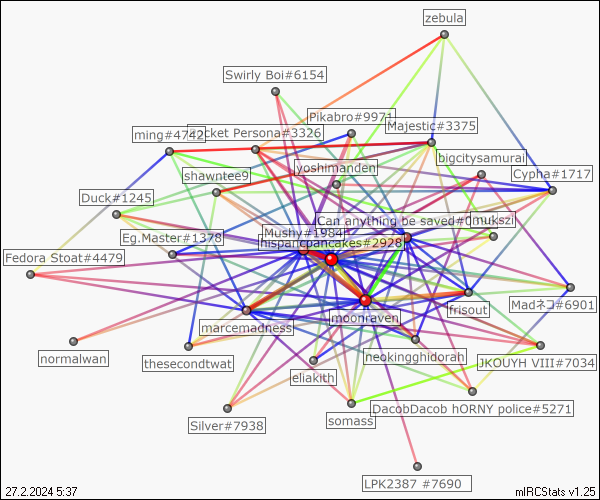 zebula
Swirly Boi#6154
Pikabro#9971
Majestic#3375
ming#4742
cket Persona#3326
bigcitysamurai
yoshimanden
Cypha#1717
shawntee9
Duck#1245
Can anything be saved#0
mukszi
Mushy#1984
Eg.Master#1378
hispanicpancakes#2928
Fedora Stoat#4479
Madネコ#6901
frisout
moonraven
marcemadness
normalwan
thesecondtwat
neokingghidorah
JKOUYH VIII#7034
eliakith
DacobDacob hORNY police#5271
somass
Silver#7938
LPK2387 #7690
27.2.2024 5:37
mIRCStats v1.25